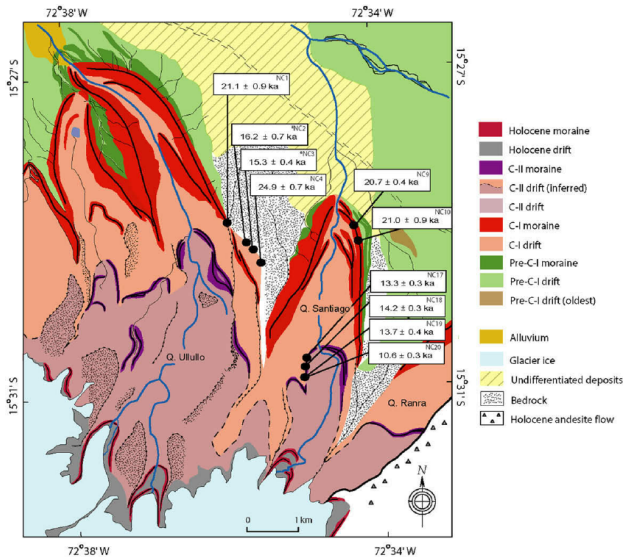 72°38'W
72°34'W
15°27'S
15°27'S
NC1
21.1 ± 0.9 ka
*NC2
16.2 ± 0.7 ka
*NC3
15.3 ± 0.4 ka
NC4
24.9 ± 0.7 ka
NC9
20.7 ± 0.4 ka
NC10
21.0 ± 0.9 ka
NC17
13.3 ± 0.3 ka
NC18
14.2 ± 0.3 ka
NC19
13.7 ± 0.4 ka
NC20
10.6 ± 0.3 ka
Q. Santiago
Q. Ullullo
Q. Ranra
15°31'S
15°31'S
N
0 1 km
72°38'W
72°34'W
Holocene moraine
Holocene drift
C-II moraine
C-II drift (inferred)
C-II drift
C-I moraine
C-I drift
Pre-C-I moraine
Pre-C-I drift
Pre-C-I drift (oldest)
Alluvium
Glacier ice
Undifferentiated deposits
Bedrock
Holocene andesite flow